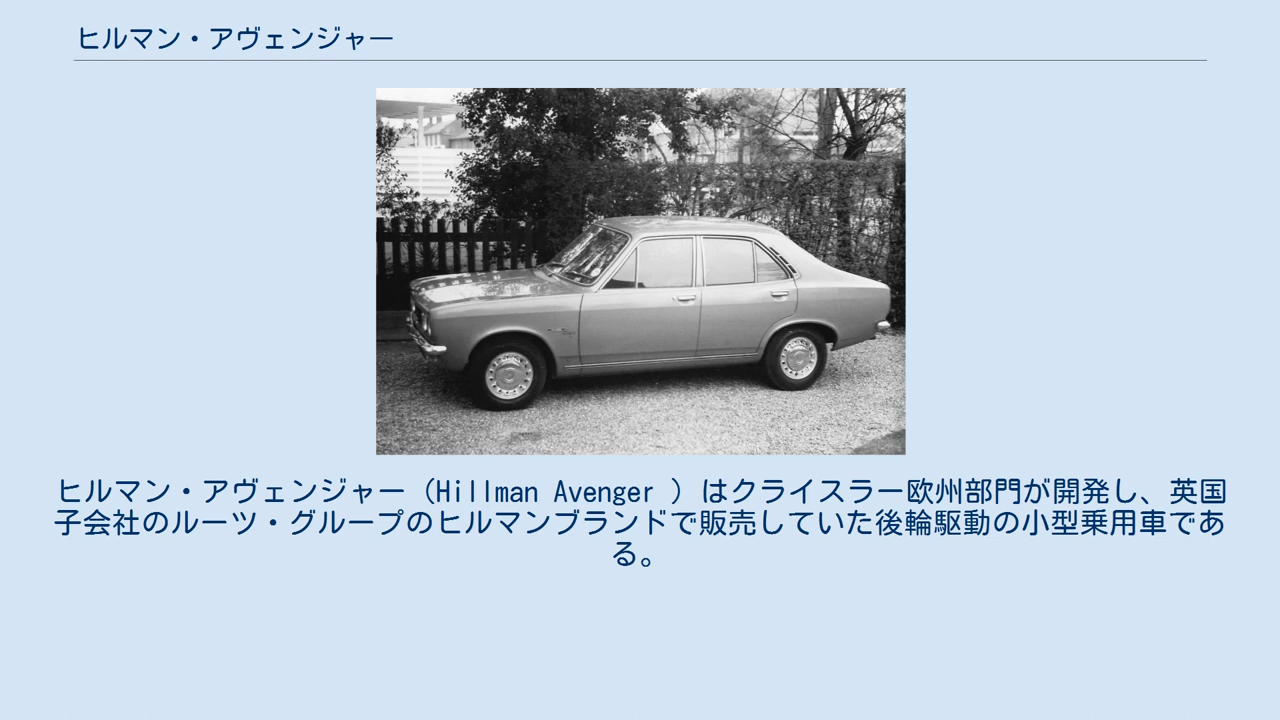 ヒルマン・アヴェンジャー
ヒルマン・アヴェンジャー（Hillman Avenger ）はクライスラー欧州部門が開発し、英国
子会社のルーツ・グループのヒルマンブランドで販売していた後輪駆動の小型乗用車であ
る。